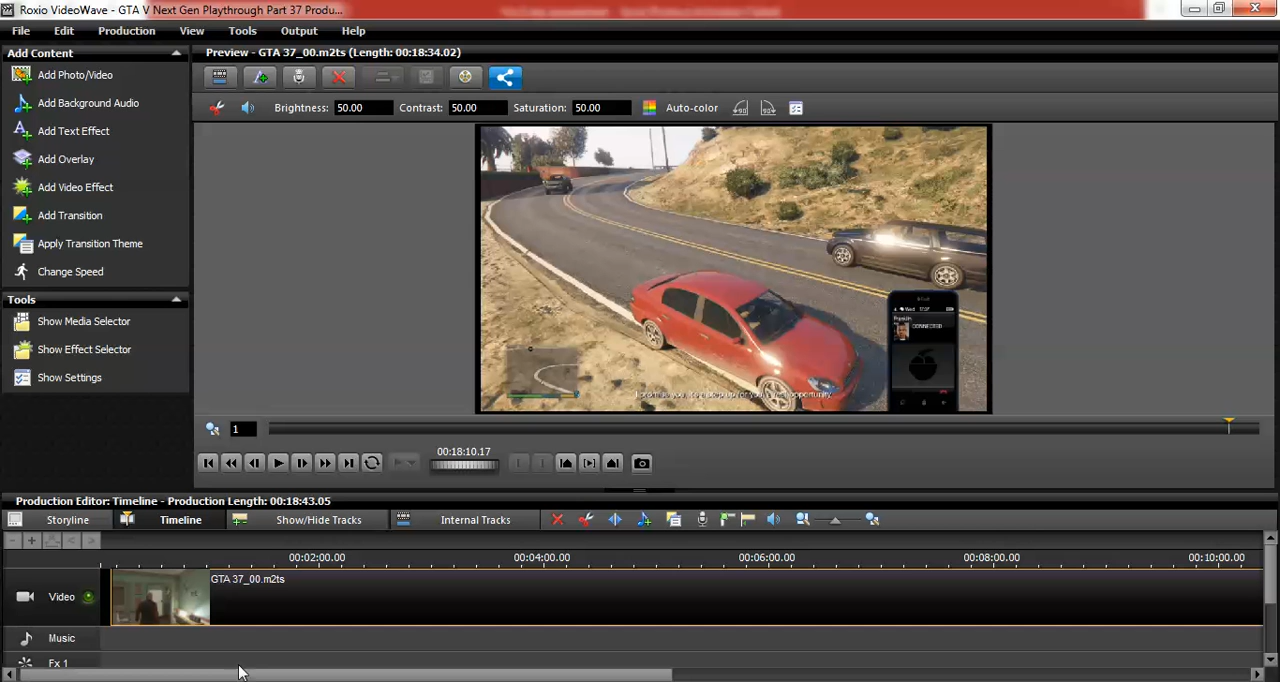 Roxio VideoWave - GTA V Next Gen Playthrough Part 37 Produ...
File Edit Production View Tools Output Help
Add Content
Add Photo/Video
Add Background Audio
Add Text Effect
Add Overlay
Add Video Effect
Add Transition
Apply Transition Theme
Change Speed
Tools
Show Media Selector
Show Effect Selector
Show Settings
Preview - GTA 37_00.m2ts (Length: 00:18:34.02)
Brightness: 50.00 Contrast: 50.00 Saturation: 50.00 Auto-color
Franklin
CONNECTED
1
00:18:10.17
Production Editor: Timeline - Production Length: 00:18:43.05
Storyline Timeline Show/Hide Tracks Internal Tracks
00:02:00.00 00:04:00.00 00:06:00.00 00:08:00.00 00:10:00.00
GTA 37_00.m2ts
Video
Music
Fx 1